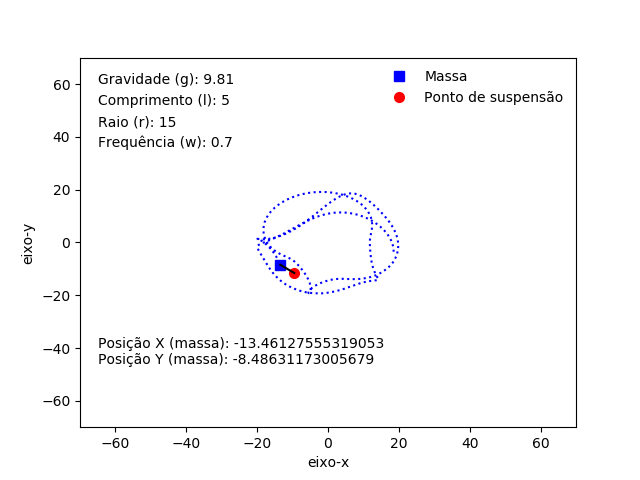 Gravidade (g): 9.81
Comprimento (l): 5
Raio (r): 15
Frequência (w): 0.7
Massa
Ponto de suspensão
60
40
20
0
−20
−40
−60
eixo-y
Posição X (massa): -13.46127555319053
Posição Y (massa): -8.48631173005679
−60
−40
−20
0
20
40
60
eixo-x